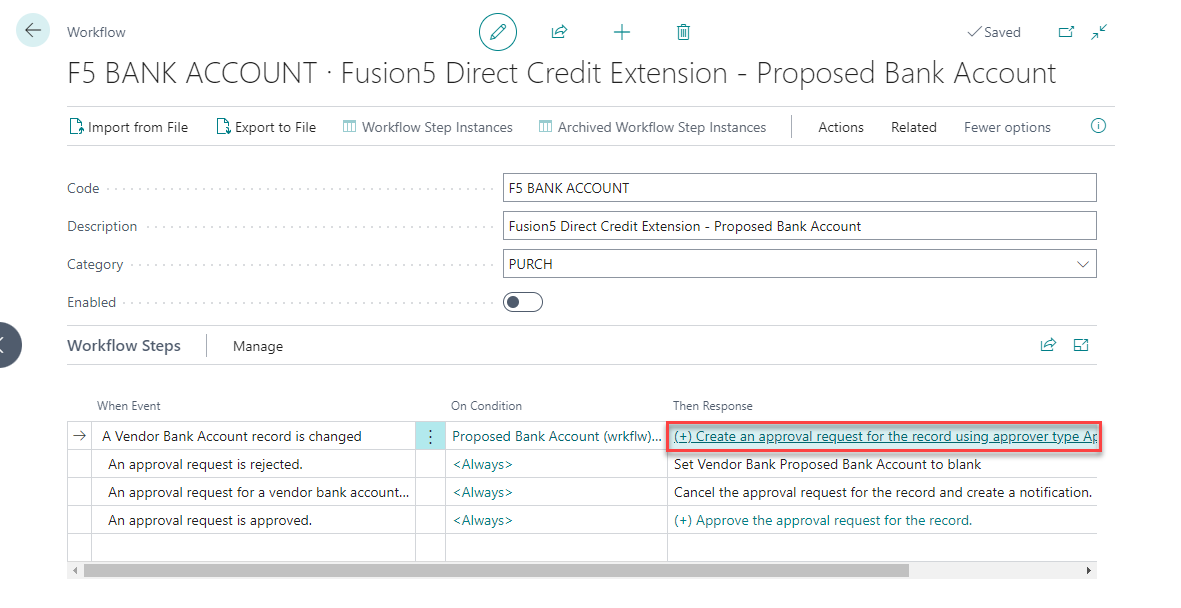 Workflow
Saved
F5 BANK ACCOUNT · Fusion5 Direct Credit Extension - Proposed Bank Account
Import from File Export to File Workflow Step Instances Archived Workflow Step Instances Actions Related Fewer options
Code F5 BANK ACCOUNT
Description Fusion5 Direct Credit Extension - Proposed Bank Account
Category PURCH
Enabled
Workflow Steps Manage
When Event On Condition Then Response
A Vendor Bank Account record is changed Proposed Bank Account (wrkflw)... (+) Create an approval request for the record using approver type Ap
An approval request is rejected. <Always> Set Vendor Bank Proposed Bank Account to blank
An approval request for a vendor bank account... <Always> Cancel the approval request for the record and create a notification.
An approval request is approved. <Always> (+) Approve the approval request for the record.